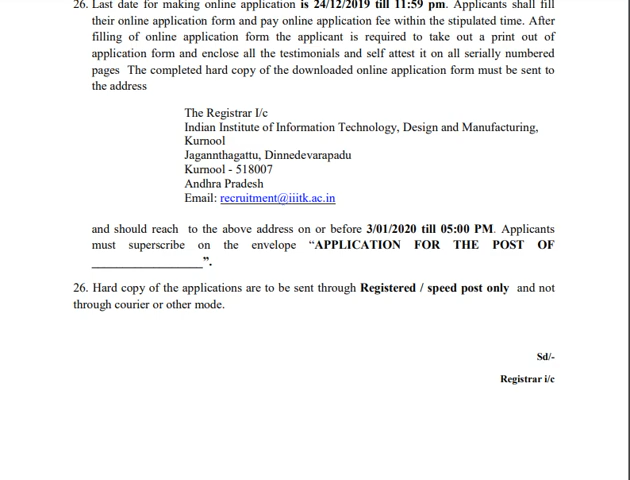 26. Last date for making online application is 24/12/2019 till 11:59 pm. Applicants shall fill
their online application form and pay online application fee within the stipulated time. After
filling of online application form the applicant is required to take out a print out of
application form and enclose all the testimonials and self attest it on all serially numbered
pages The completed hard copy of the downloaded online application form must be sent to
the address
The Registrar I/c
Indian Institute of Information Technology, Design and Manufacturing,
Kurnool
Jagannthagattu, Dinnedevarapadu
Kurnool - 518007
Andhra Pradesh
Email: recruitment@iiitk.ac.in
and should reach to the above address on or before 3/01/2020 till 05:00 PM. Applicants
must superscribe on the envelope “APPLICATION FOR THE POST OF
___________________”.
26. Hard copy of the applications are to be sent through Registered / speed post only and not
through courier or other mode.
Sd/-
Registrar i/c